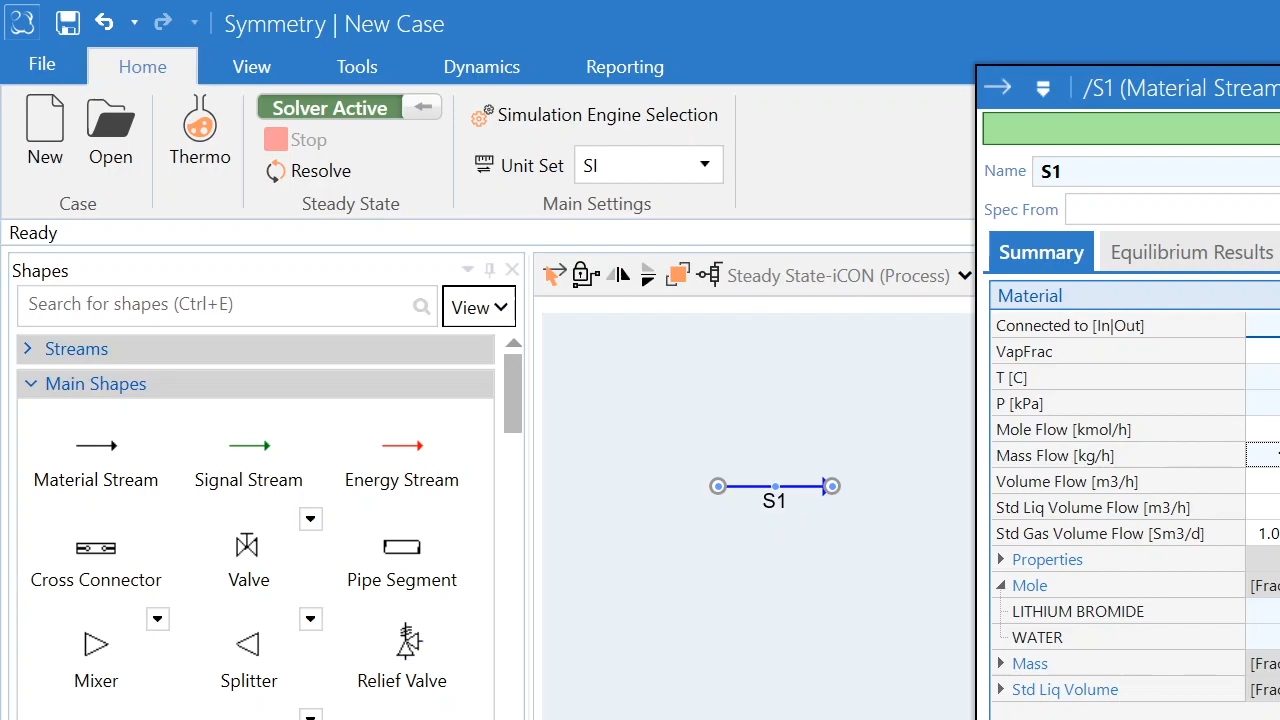 Symmetry | New Case
File
Home
View
Tools
Dynamics
Reporting
New
Open
Case
Thermo
Solver Active
Stop
Resolve
Steady State
Simulation Engine Selection
Unit Set
SI
Main Settings
Ready
Shapes
Search for shapes (Ctrl+E)
View
Streams
Main Shapes
Material Stream
Signal Stream
Energy Stream
Cross Connector
Valve
Pipe Segment
Mixer
Splitter
Relief Valve
Steady State-iCON (Process)
S1
/S1 (Material Stream
Name
S1
Spec From
Summary
Equilibrium Results
Material
Connected to [In|Out]
VapFrac
T [C]
P [kPa]
Mole Flow [kmol/h]
Mass Flow [kg/h]
Volume Flow [m3/h]
Std Liq Volume Flow [m3/h]
Std Gas Volume Flow [Sm3/d] 1.0
Properties
Mole [Frac
LITHIUM BROMIDE
WATER
Mass [Frac
Std Liq Volume [Frac